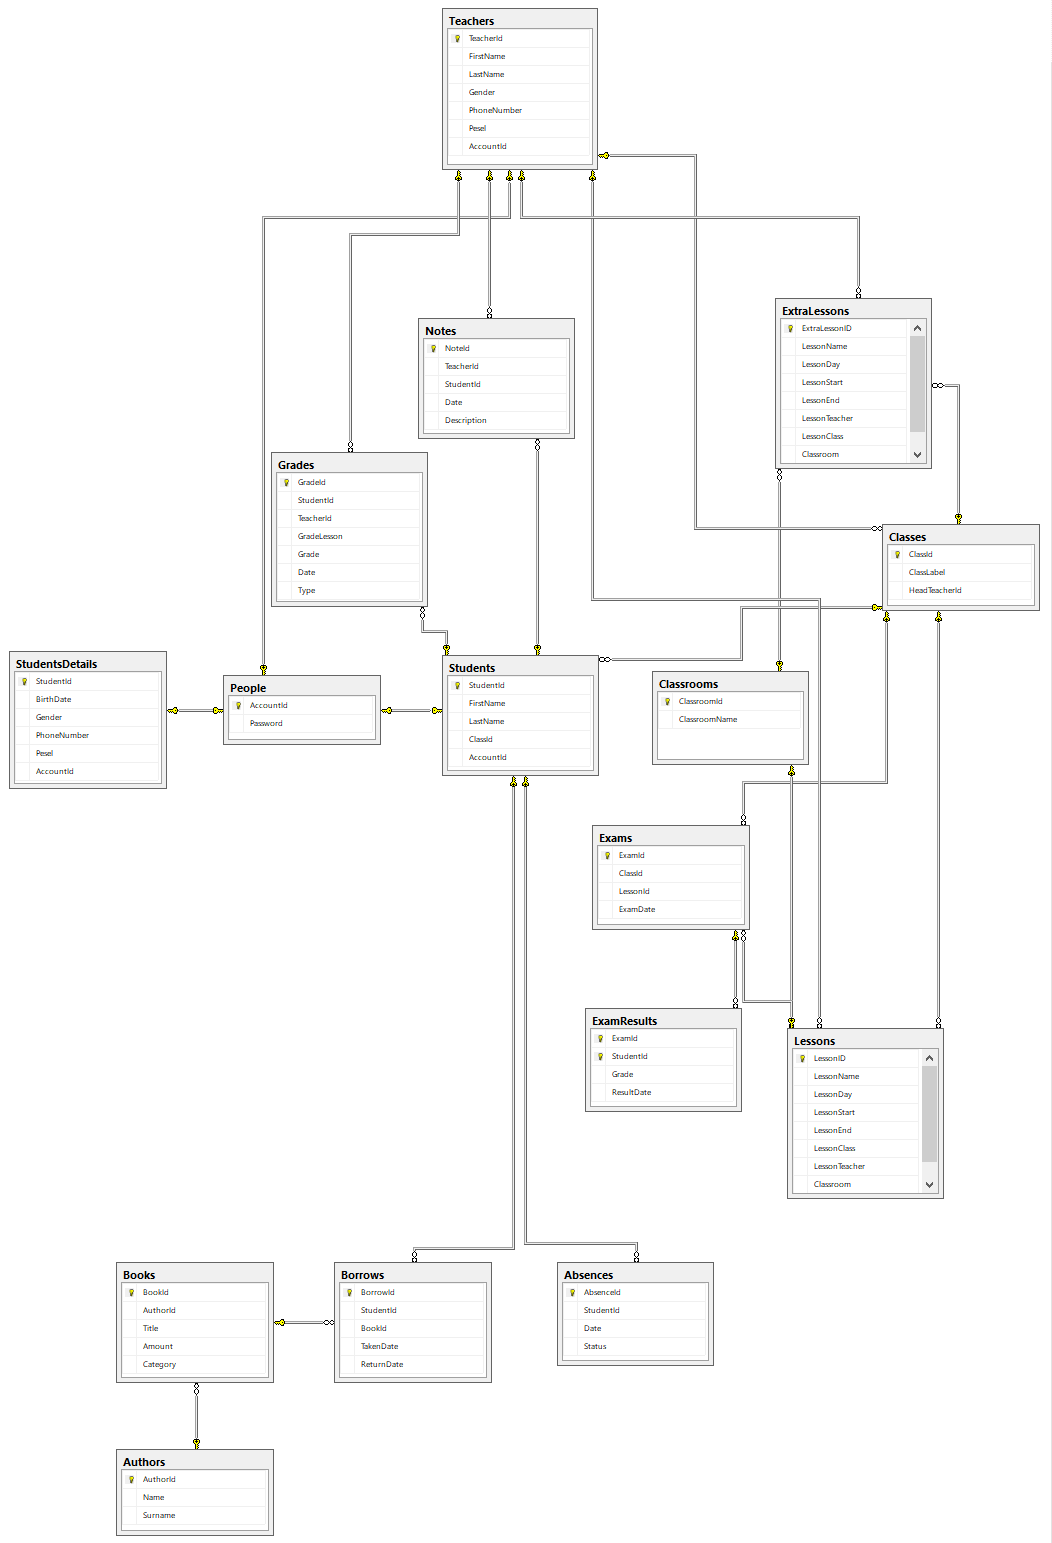 Teachers
TeacherId
FirstName
LastName
Gender
PhoneNumber
Pesel
AccountId
ExtraLessons
ExtraLessonID
LessonName
LessonDay
LessonStart
LessonEnd
LessonTeacher
LessonClass
Classroom
Notes
NoteId
TeacherId
StudentId
Date
Description
Grades
GradeId
StudentId
TeacherId
GradeLesson
Grade
Date
Type
Classes
ClassId
ClassLabel
HeadTeacherId
StudentsDetails
StudentId
BirthDate
Gender
PhoneNumber
Pesel
AccountId
People
AccountId
Password
Students
StudentId
FirstName
LastName
ClassId
AccountId
Classrooms
ClassroomId
ClassroomName
Exams
ExamId
ClassId
LessonId
ExamDate
ExamResults
ExamId
StudentId
Grade
ResultDate
Lessons
LessonID
LessonName
LessonDay
LessonStart
LessonEnd
LessonClass
LessonTeacher
Classroom
Books
BookId
AuthorId
Title
Amount
Category
Borrows
BorrowId
StudentId
BookId
TakenDate
ReturnDate
Absences
AbsenceId
StudentId
Date
Status
Authors
AuthorId
Name
Surname